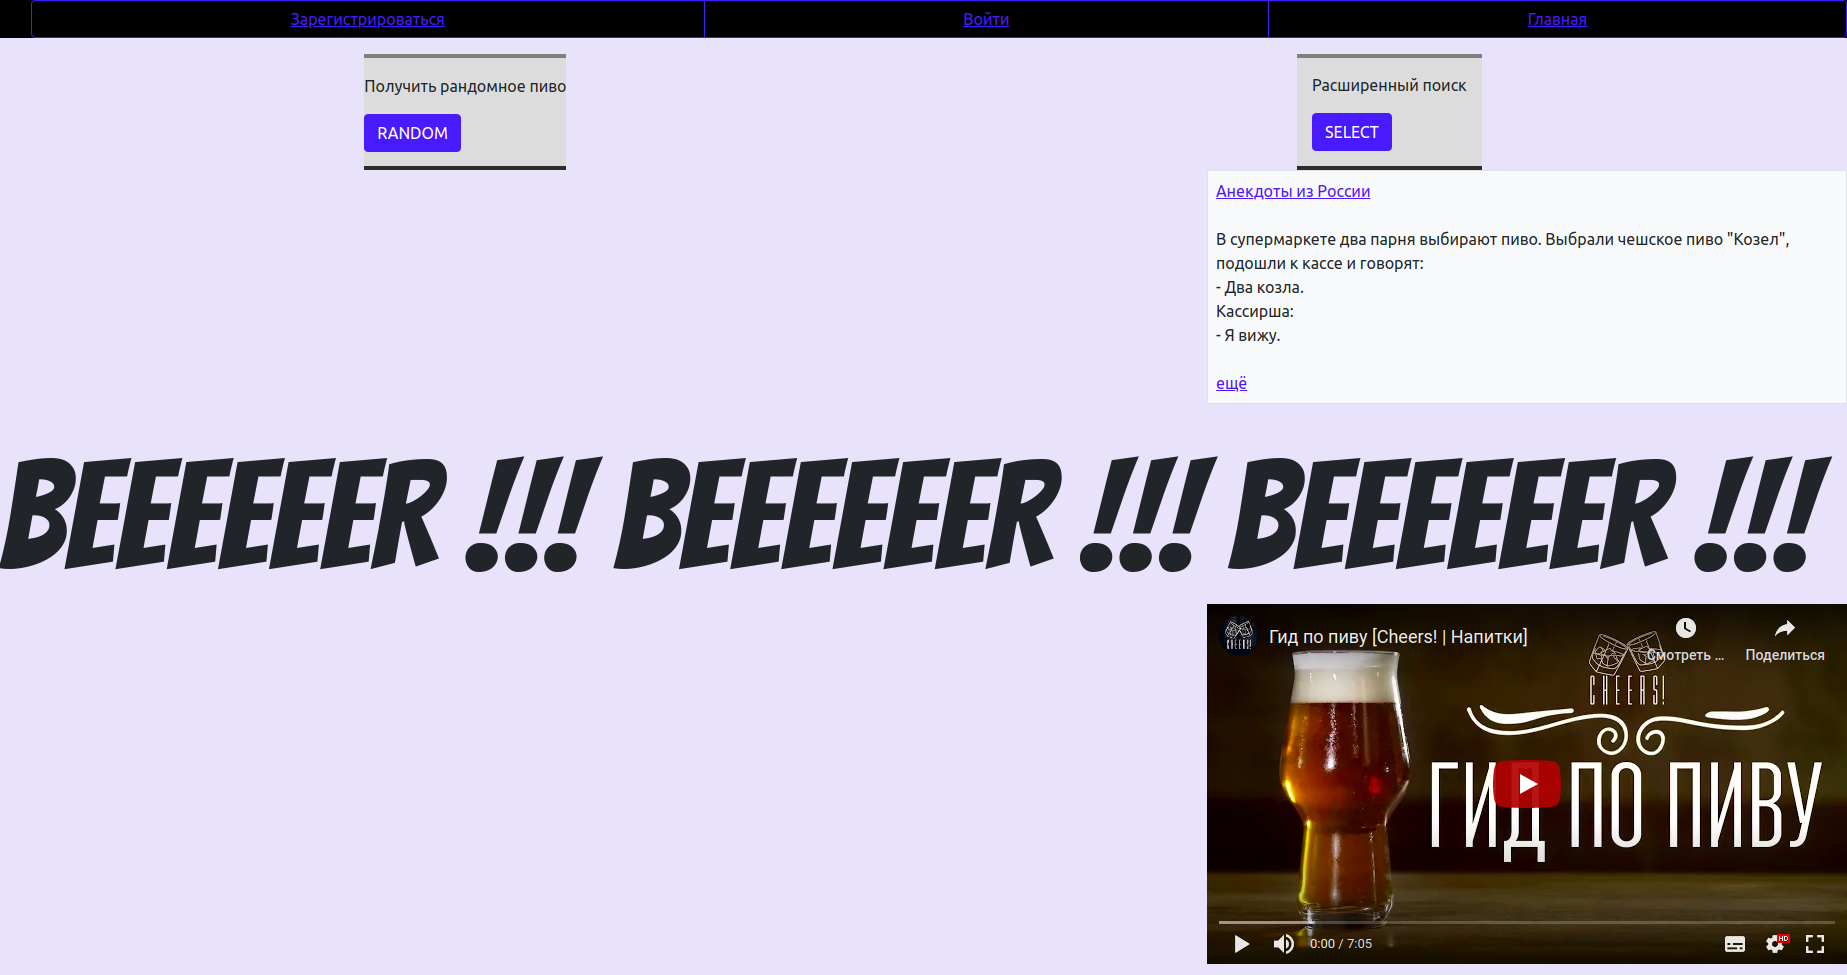 Зарегистрироваться Войти Главная
Получить рандомное пиво
RANDOM
Расширенный поиск
SELECT
Анекдоты из России
В супермаркете два парня выбирают пиво. Выбрали чешское пиво "Козел",
подошли к кассе и говорят:
- Два козла.
Кассирша:
- Я вижу.
ещё
BEEEEEER !!! BEEEEEER !!! BEEEEEER !!!
CHEERS!
Гид по пиву [Cheers! | Напитки]
Смотреть ...
Поделиться
CHEERS!
ГИД ПО ПИВУ
0:00 / 7:05
HD